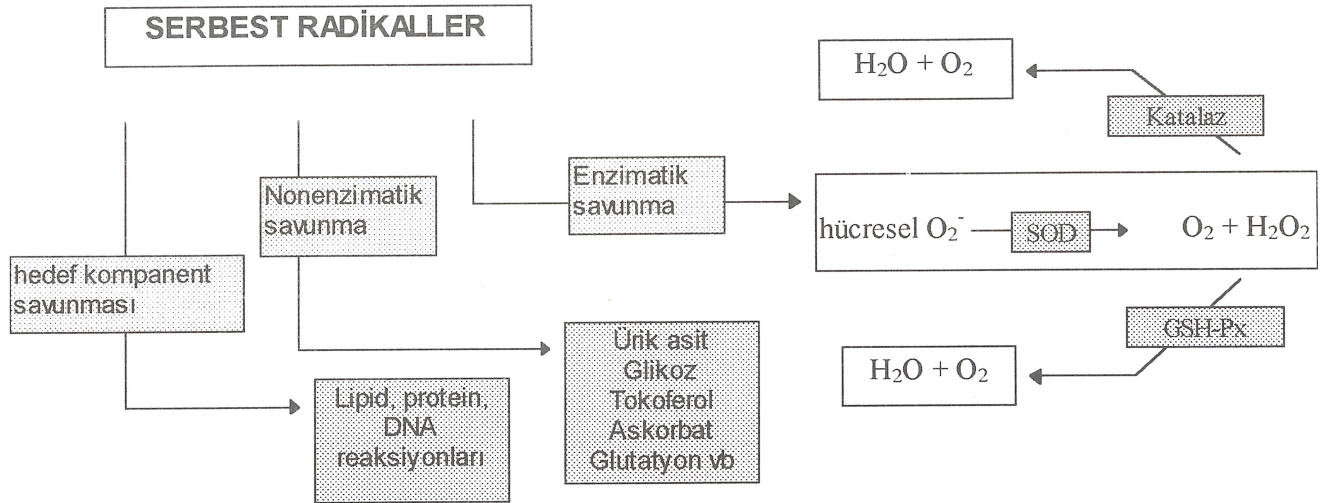 SERBEST RADİKALLER
H₂O + O₂
Katalaz
Enzimatik
savunma
Nonenzimatik
savunma
hücresel O₂⁻ SOD O₂ + H₂O₂
hedef kompanent
savunması
GSH-Px
H₂O + O₂
Ürik asit
Glikoz
Tokoferol
Askorbat
Glutatyon vb
Lipid, protein,
DNA
reaksiyonları